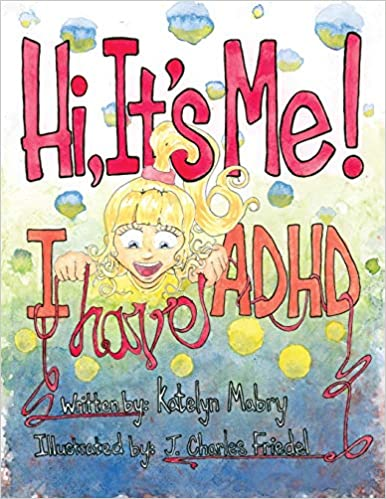 Hi, It's Me!
I have ADHD
Written by: Katelyn Mabry
Illustrated by: J. Charles Friedel